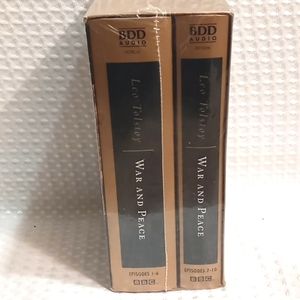 BDD
AUDIO
Leo Tolstoy
WAR AND PEACE
EPISODES 1-6
BBC
BDD
AUDIO
Leo Tolstoy
WAR AND PEACE
EPISODES 7-10
BBC